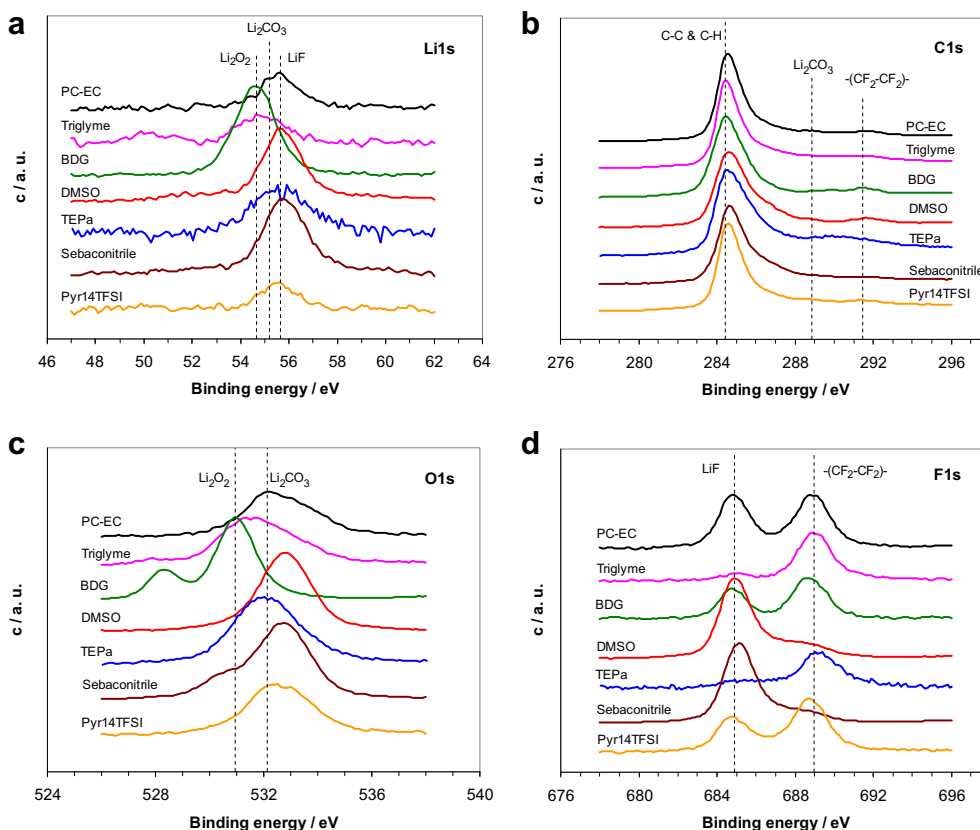 a
Li1s
Li₂CO₃
Li₂O₂
LiF
PC-EC
Triglyme
BDG
DMSO
TEPa
Sebaconitrile
Pyr14TFSI
c / a. u.
46 48 50 52 54 56 58 60 62 64
Binding energy / eV
b
C1s
C-C & C-H
Li₂CO₃
-(CF₂-CF₂)-
PC-EC
Triglyme
BDG
DMSO
TEPa
Sebaconitrile
Pyr14TFSI
c / a. u.
276 280 284 288 292 296
Binding energy / eV
c
O1s
Li₂O₂
Li₂CO₃
PC-EC
Triglyme
BDG
DMSO
TEPa
Sebaconitrile
Pyr14TFSI
c / a. u.
524 528 532 536 540
Binding energy / eV
d
F1s
LiF
-(CF₂-CF₂)-
PC-EC
Triglyme
BDG
DMSO
TEPa
Sebaconitrile
Pyr14TFSI
c / a. u.
676 680 684 688 692 696
Binding energy / eV